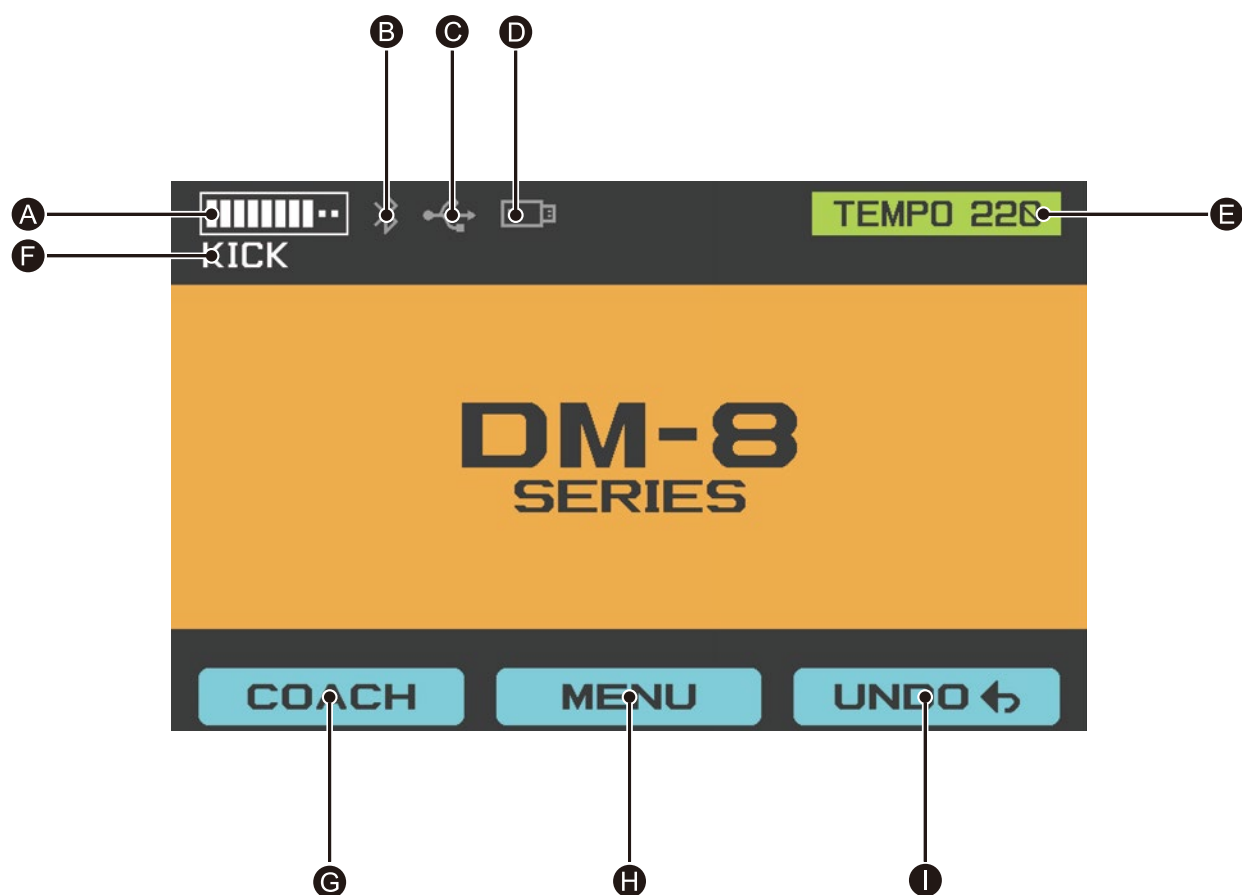 B C D
A TEMPO 220 E
F KICK
DM-8
SERIES
COACH MENU UNDO
G H I